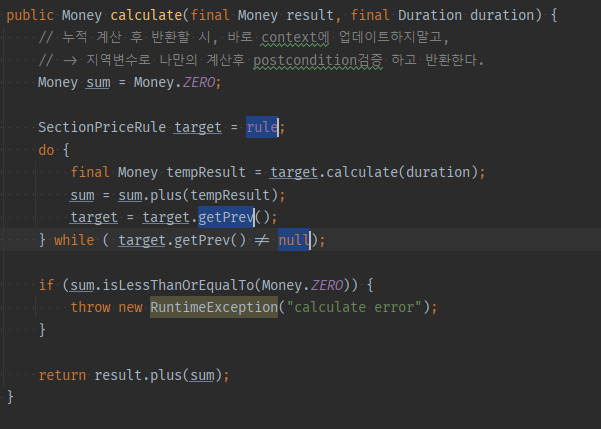 public Money calculate(final Money result, final Duration duration) {
// 누적 계산 후 반환할 시, 바로 context에 업데이트하지말고,
// → 지역변수로 나만의 계산후 postcondition검증 하고 반환한다.
Money sum = Money.ZERO;
SectionPriceRule target = rule;
do {
final Money tempResult = target.calculate(duration);
sum = sum.plus(tempResult);
target = target.getPrev();
} while ( target.getPrev() ≠ null);
if (sum.isLessThanOrEqualTo(Money.ZERO)) {
throw new RuntimeException("calculate error");
}
return result.plus(sum);
}